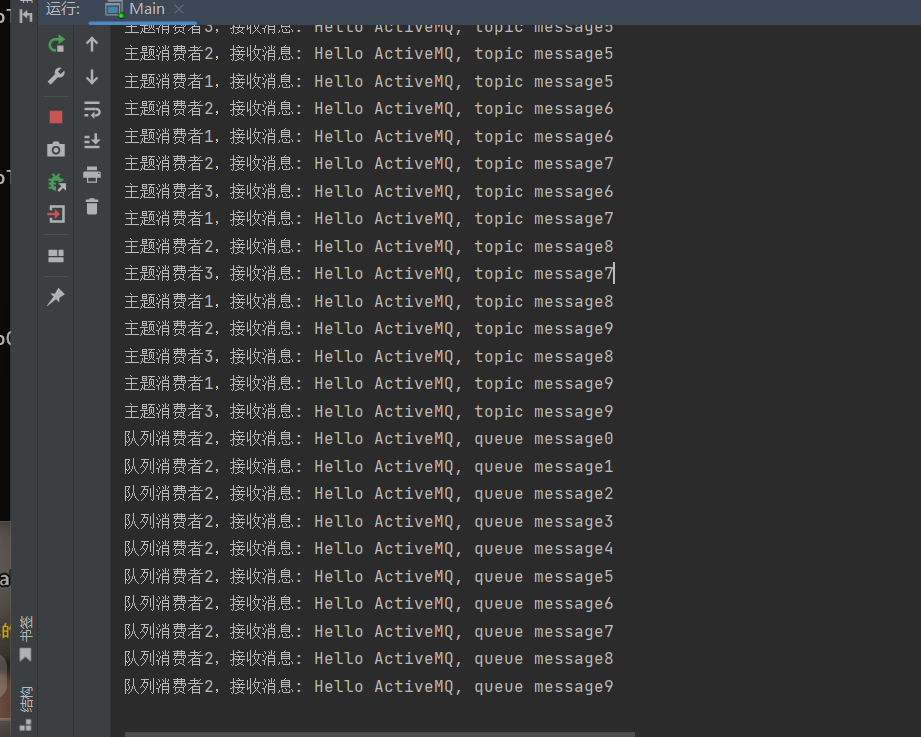 运行:
Main
主题消费者3, 接收消息: Hello ActiveMQ, topic message5
主题消费者2, 接收消息: Hello ActiveMQ, topic message5
主题消费者1, 接收消息: Hello ActiveMQ, topic message5
主题消费者2, 接收消息: Hello ActiveMQ, topic message6
主题消费者1, 接收消息: Hello ActiveMQ, topic message6
主题消费者2, 接收消息: Hello ActiveMQ, topic message7
主题消费者3, 接收消息: Hello ActiveMQ, topic message6
主题消费者1, 接收消息: Hello ActiveMQ, topic message7
主题消费者2, 接收消息: Hello ActiveMQ, topic message8
主题消费者3, 接收消息: Hello ActiveMQ, topic message7
主题消费者1, 接收消息: Hello ActiveMQ, topic message8
主题消费者2, 接收消息: Hello ActiveMQ, topic message9
主题消费者3, 接收消息: Hello ActiveMQ, topic message8
主题消费者1, 接收消息: Hello ActiveMQ, topic message9
主题消费者3, 接收消息: Hello ActiveMQ, topic message9
队列消费者2, 接收消息: Hello ActiveMQ, queue message0
队列消费者2, 接收消息: Hello ActiveMQ, queue message1
队列消费者2, 接收消息: Hello ActiveMQ, queue message2
队列消费者2, 接收消息: Hello ActiveMQ, queue message3
队列消费者2, 接收消息: Hello ActiveMQ, queue message4
队列消费者2, 接收消息: Hello ActiveMQ, queue message5
队列消费者2, 接收消息: Hello ActiveMQ, queue message6
队列消费者2, 接收消息: Hello ActiveMQ, queue message7
队列消费者2, 接收消息: Hello ActiveMQ, queue message8
队列消费者2, 接收消息: Hello ActiveMQ, queue message9
书签
结构